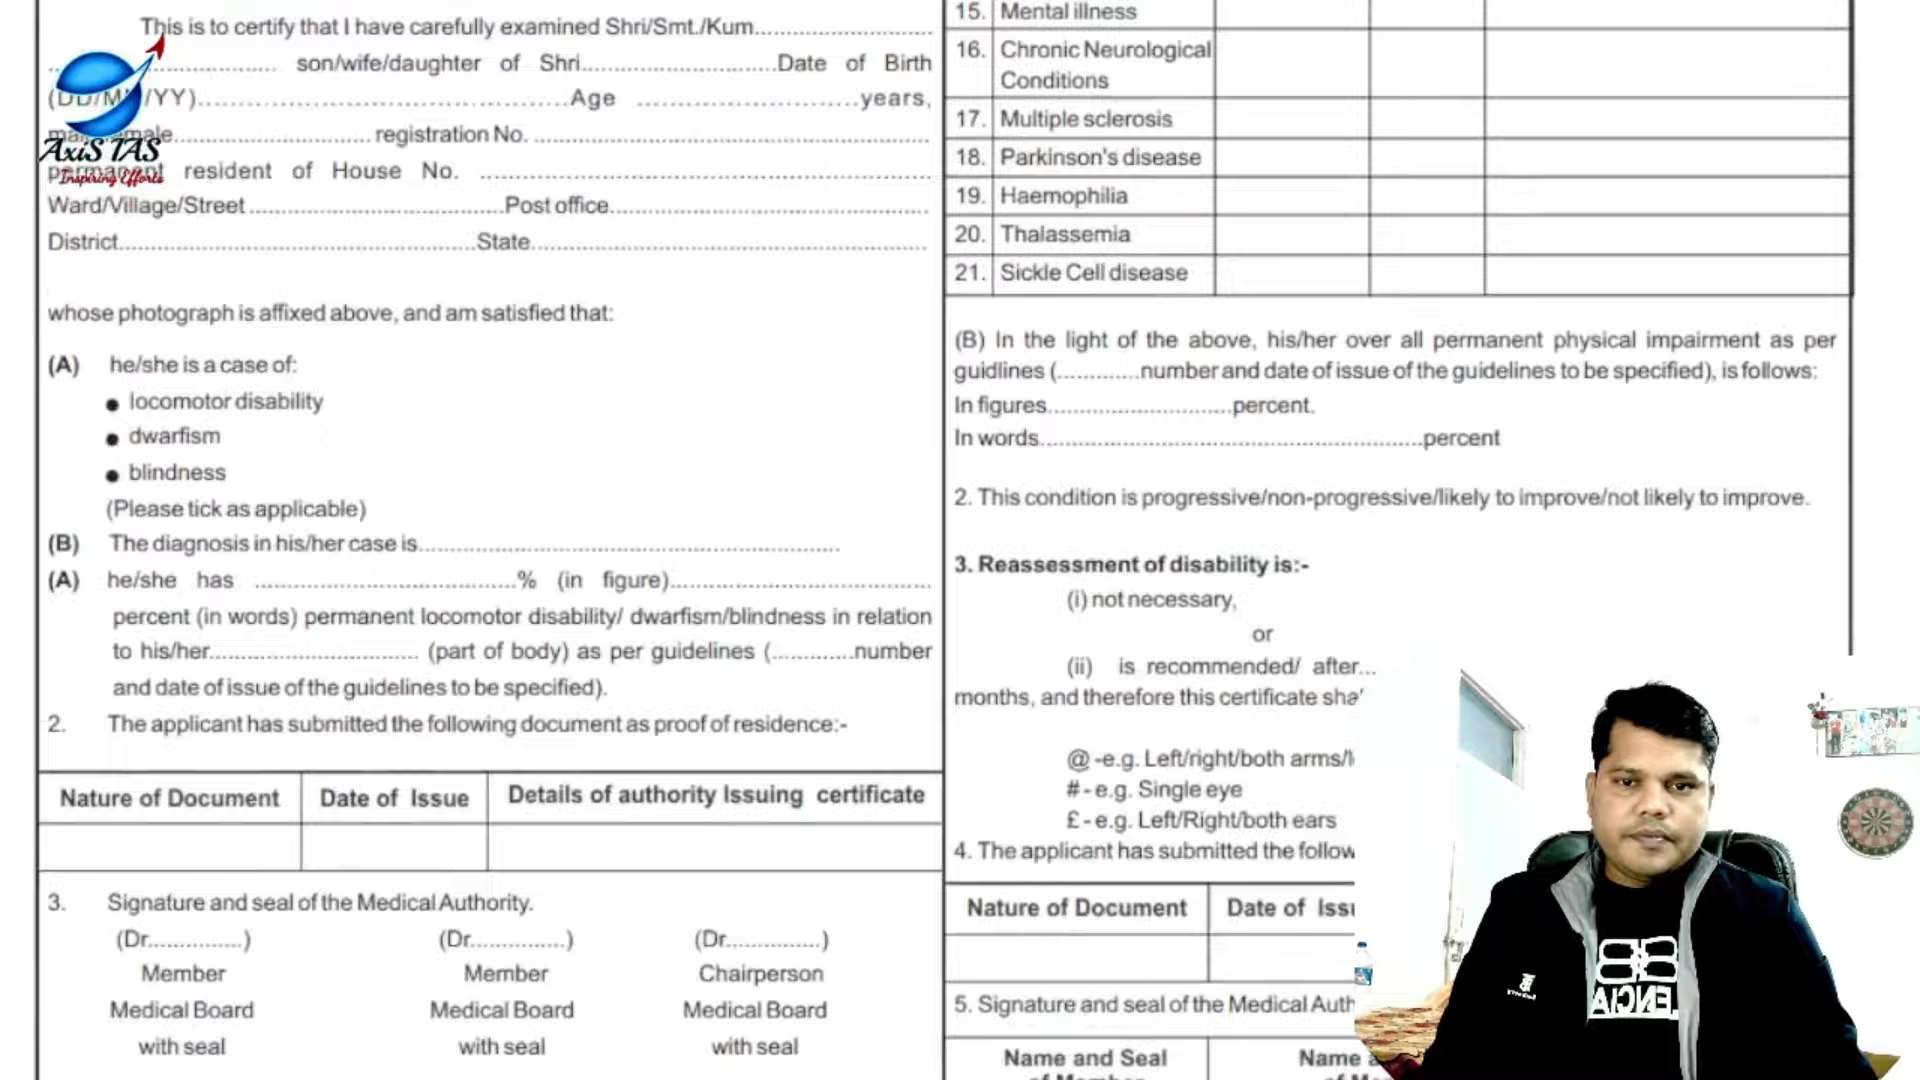 This is to certify that I have carefully examined Shri/Smt./Kum..............................
.................................. son/wife/daughter of Shri..............................Date of Birth
(DD/MM/YY)..........................................................Age ..................................years,
male/female.................................. registration No. ..............................................................
permanent resident of House No. ......................................................................
Ward/Village/Street .......................................Post office.................................................
District.......................................................State.............................................................
AxiS IAS
Inspiring Efforts
whose photograph is affixed above, and am satisfied that:
(A) he/she is a case of:
● locomotor disability
● dwarfism
● blindness
(Please tick as applicable)
(B) The diagnosis in his/her case is.................................................................
(A) he/she has ........................................% (in figure)........................................
percent (in words) permanent locomotor disability/ dwarfism/blindness in relation
to his/her................................ (part of body) as per guidelines (.............number
and date of issue of the guidelines to be specified).
2. The applicant has submitted the following document as proof of residence:-
Nature of Document Date of Issue Details of authority Issuing certificate
3. Signature and seal of the Medical Authority.
(Dr...............) (Dr...............) (Dr...............)
Member Member Chairperson
Medical Board Medical Board Medical Board
with seal with seal with seal
15. Mental illness
16. Chronic Neurological
Conditions
17. Multiple sclerosis
18. Parkinson's disease
19. Haemophilia
20. Thalassemia
21. Sickle Cell disease
(B) In the light of the above, his/her over all permanent physical impairment as per
guidlines (.............number and date of issue of the guidelines to be specified), is follows:
In figures.............................percent.
In words............................................................percent
2. This condition is progressive/non-progressive/likely to improve/not likely to improve.
3. Reassessment of disability is:-
(i) not necessary,
or
(ii) is recommended/ after...
months, and therefore this certificate
@ -e.g. Left/right/both arms/
# - e.g. Single eye
£ - e.g. Left/Right/both ears
4. The applicant has submitted the
Nature of Document Date of
5. Signature and seal of the Medical
Name and Seal